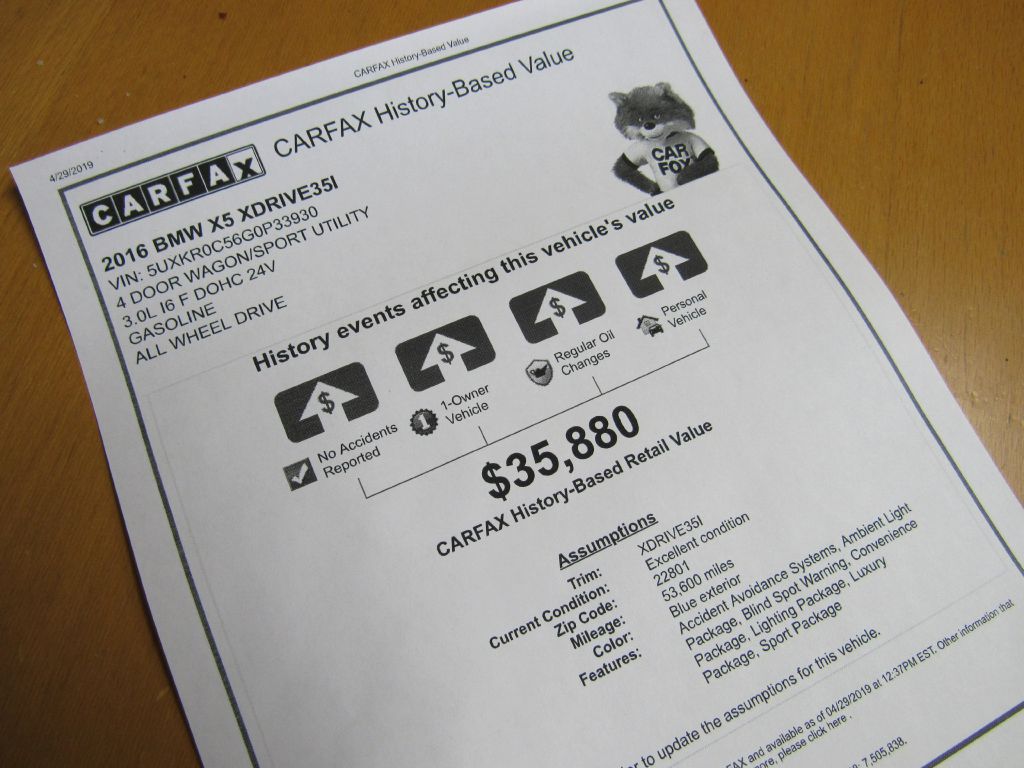 4/29/2019
CARFAX History-Based Value
CARFAX
CARFAX History-Based Value
CAR
FOX
2016 BMW X5 XDRIVE35I
VIN: 5UXKR0C56G0P33930
4 DOOR WAGON/SPORT UTILITY
3.0L I6 F DOHC 24V
GASOLINE
ALL WHEEL DRIVE
History events affecting this vehicle's value
$
$
$
$
No Accidents
Reported
1
1-Owner
Vehicle
Regular Oil
Changes
Personal
Vehicle
$35,880
CARFAX History-Based Retail Value
Assumptions
Trim: XDRIVE35I
Current Condition: Excellent condition
Zip Code: 22801
Mileage: 53,600 miles
Color: Blue exterior
Features: Accident Avoidance Systems, Ambient Light
Package, Blind Spot Warning, Convenience
Package, Lighting Package, Luxury
Package, Sport Package
to update the assumptions for this vehicle.
and available as of 04/29/2019 at 12:37PM EST. Other information that
please click here .
7,505,838.